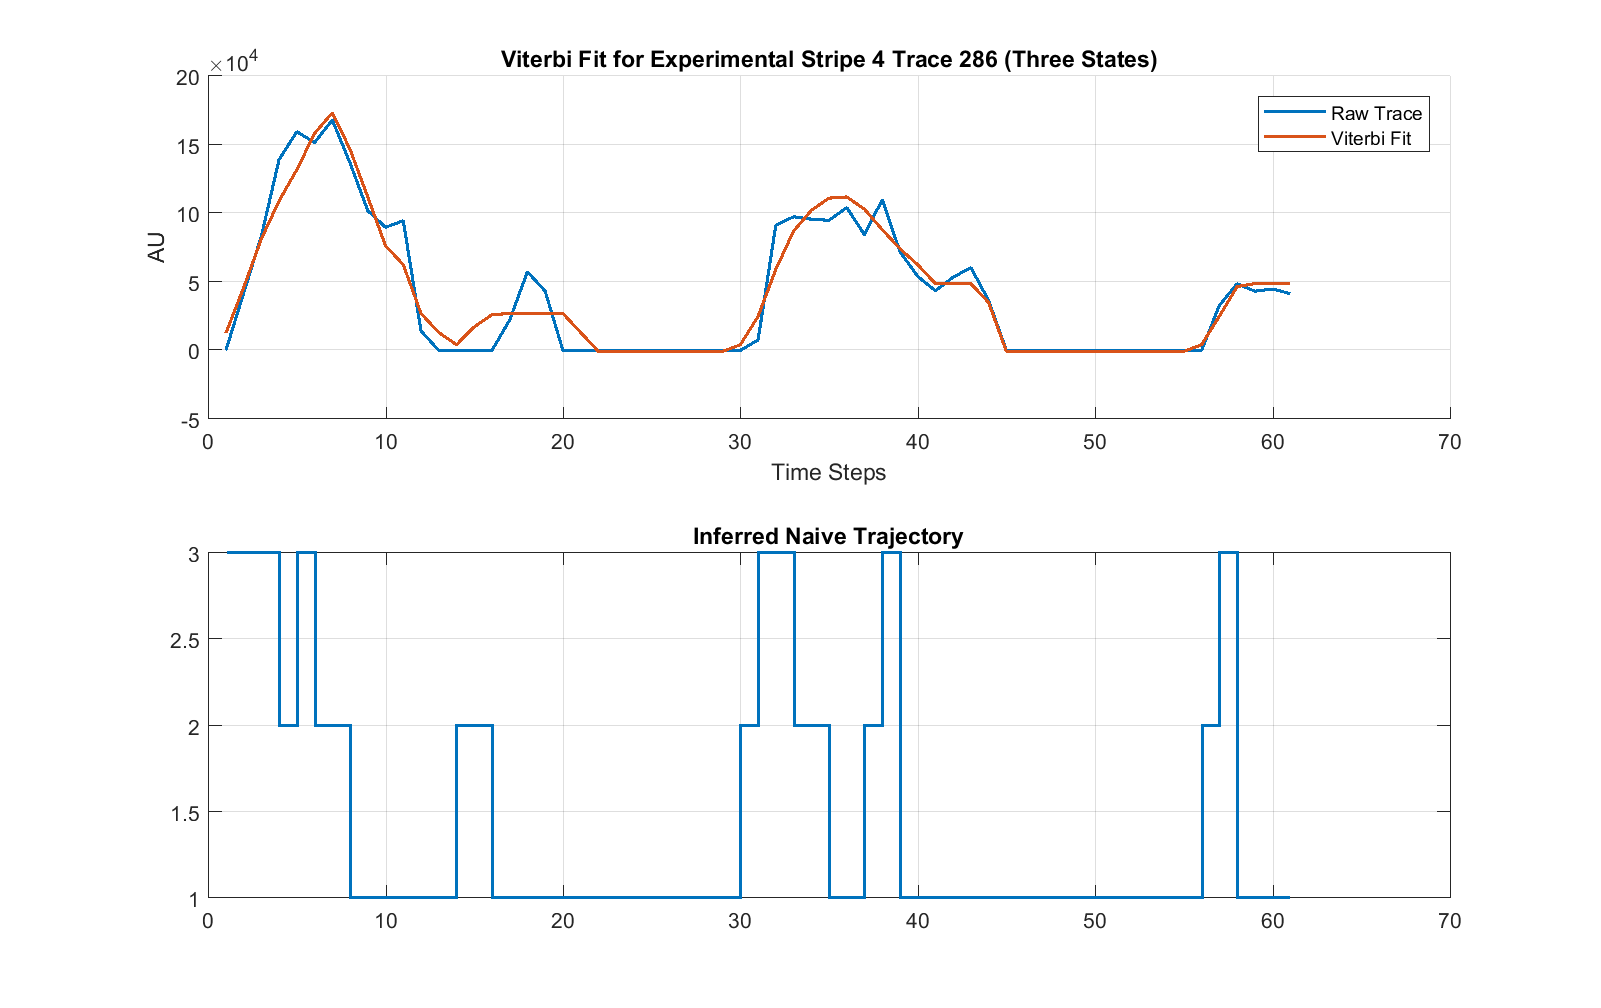 Viterbi Fit for Experimental Stripe 4 Trace 286 (Three States)
×10^4
20
15
10
5
0
-5
AU
Raw Trace
Viterbi Fit
0 10 20 30 40 50 60 70
Time Steps
Inferred Naive Trajectory
3
2.5
2
1.5
1
0 10 20 30 40 50 60 70